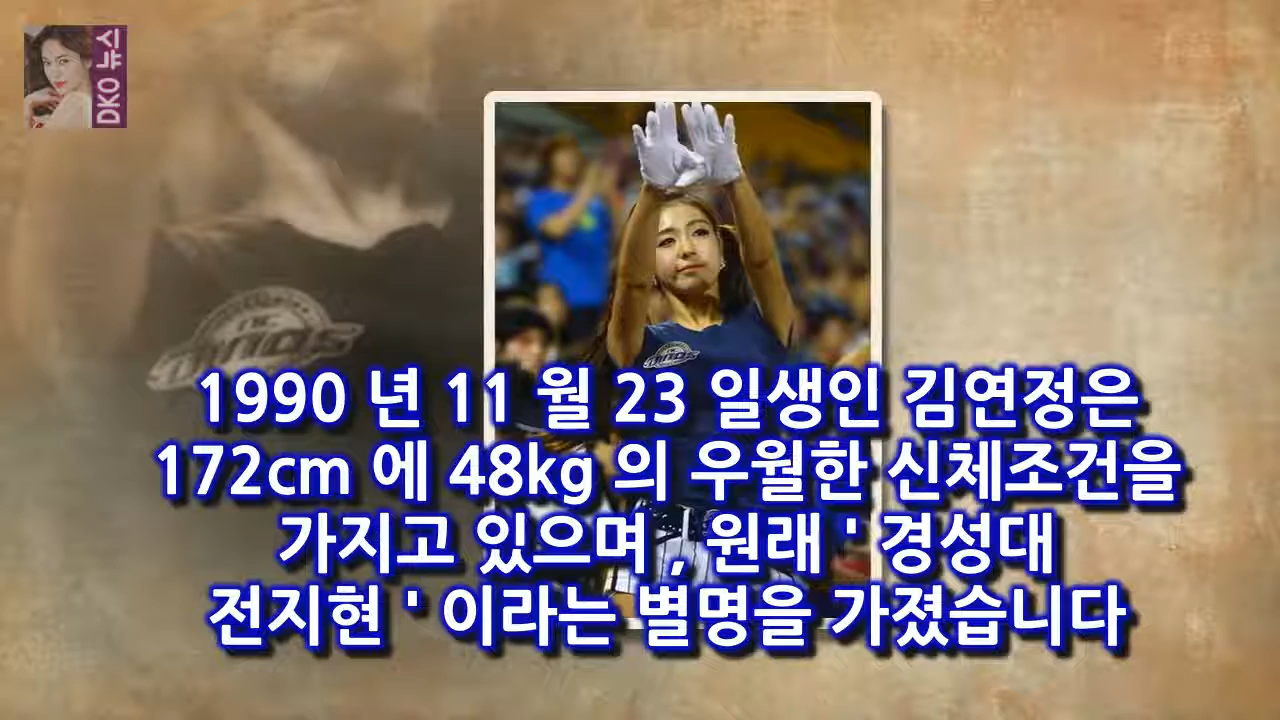 DKO 뉴스
NC
DINOS
1990 년 11 월 23 일생인 김연정은
172cm 에 48kg 의 우월한 신체조건을
가지고 있으며 , 원래 ' 경성대
전지현 ' 이라는 별명을 가졌습니다